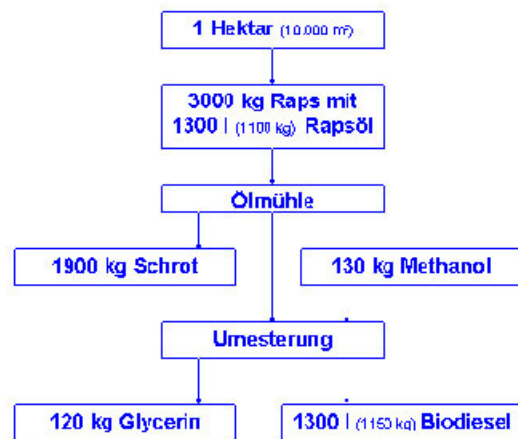 1 Hektar (10.000 m²)
3000 kg Raps mit
1300 l (1100 kg) Rapsöl
Ölmühle
1900 kg Schrot
130 kg Methanol
Umesterung
120 kg Glycerin
1300 l (1150 kg) Biodiesel